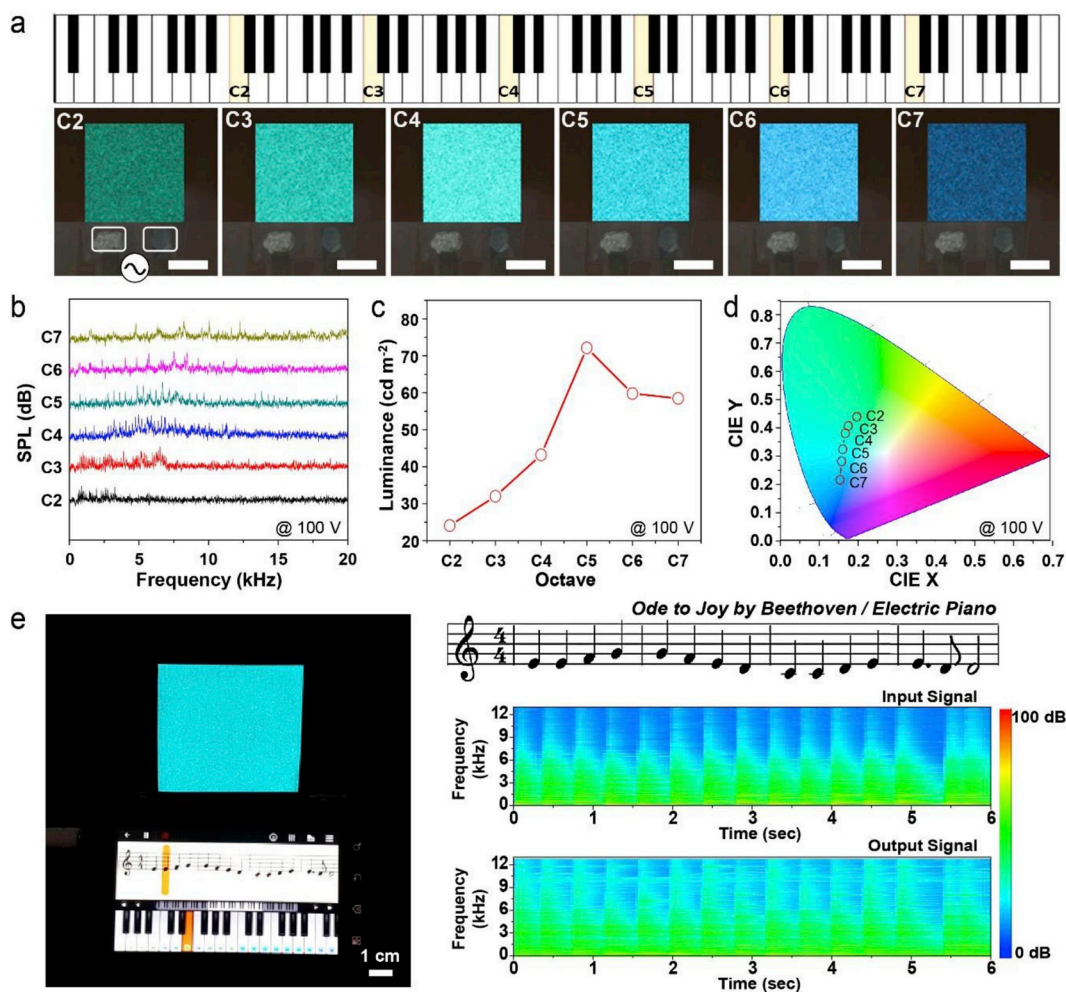 a
C2 C3 C4 C5 C6 C7
C2 C3 C4 C5 C6 C7
b
SPL (dB)
C7
C6
C5
C4
C3
C2
@ 100 V
0 5 10 15 20
Frequency (kHz)
c
Luminance (cd m⁻²)
80
70
60
50
40
30
20
@ 100 V
C2 C3 C4 C5 C6 C7
Octave
d
CIE Y
0.8
0.7
0.6
0.5
0.4
0.3
0.2
0.1
0.0
C2
C3
C4
C5
C6
C7
@ 100 V
0.0 0.1 0.2 0.3 0.4 0.5 0.6 0.7
CIE X
e
1 cm
Ode to Joy by Beethoven / Electric Piano
4
4
Input Signal
Frequency
(kHz)
12
9
6
3
0
0 1 2 3 4 5 6
Time (sec)
100 dB
0 dB
Output Signal
Frequency
(kHz)
12
9
6
3
0
0 1 2 3 4 5 6
Time (sec)